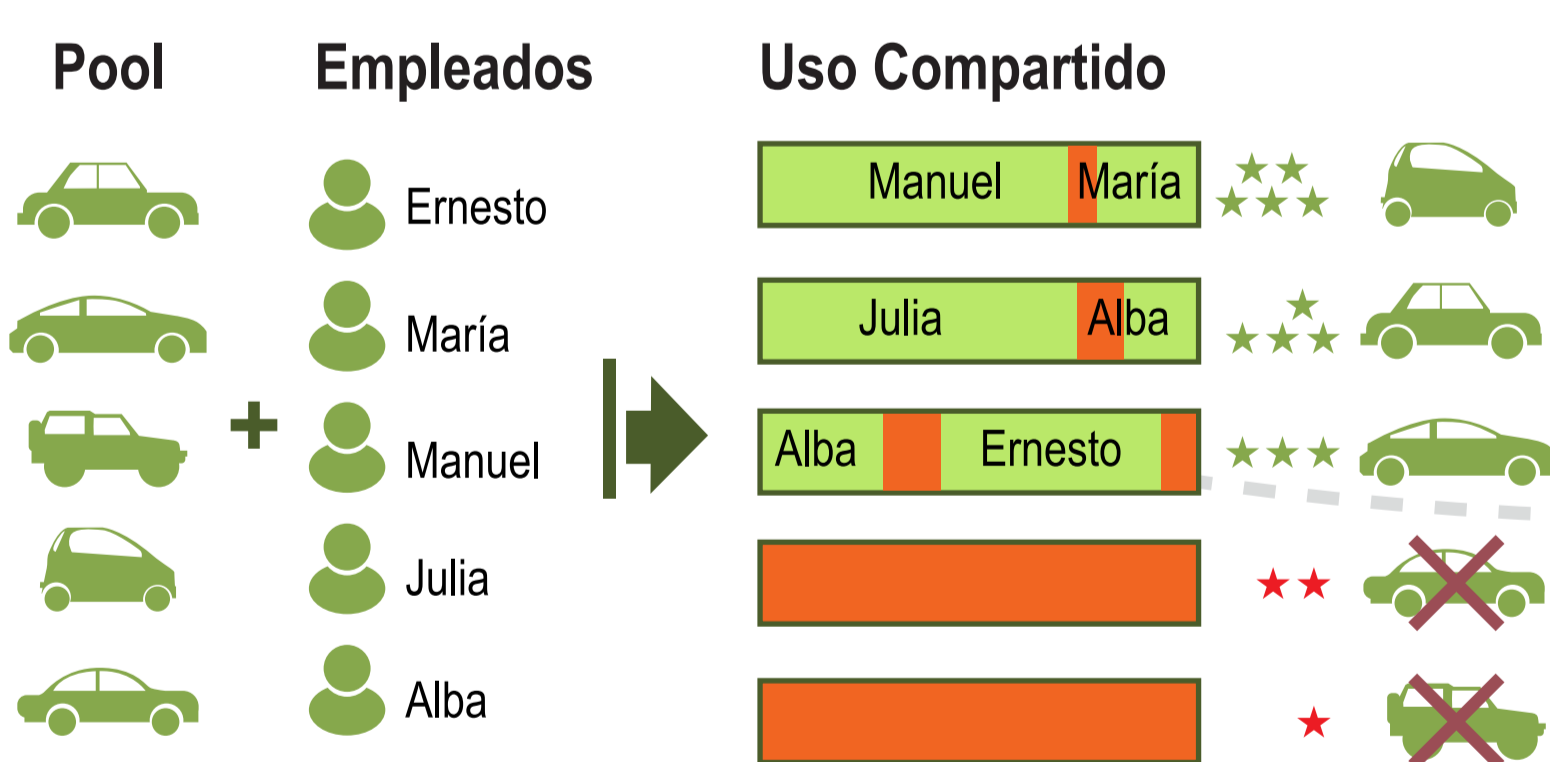 Pool
Empleados
Uso Compartido
Ernesto
María
Manuel
Julia
Alba
Manuel
María
Julia
Alba
Alba
Ernesto